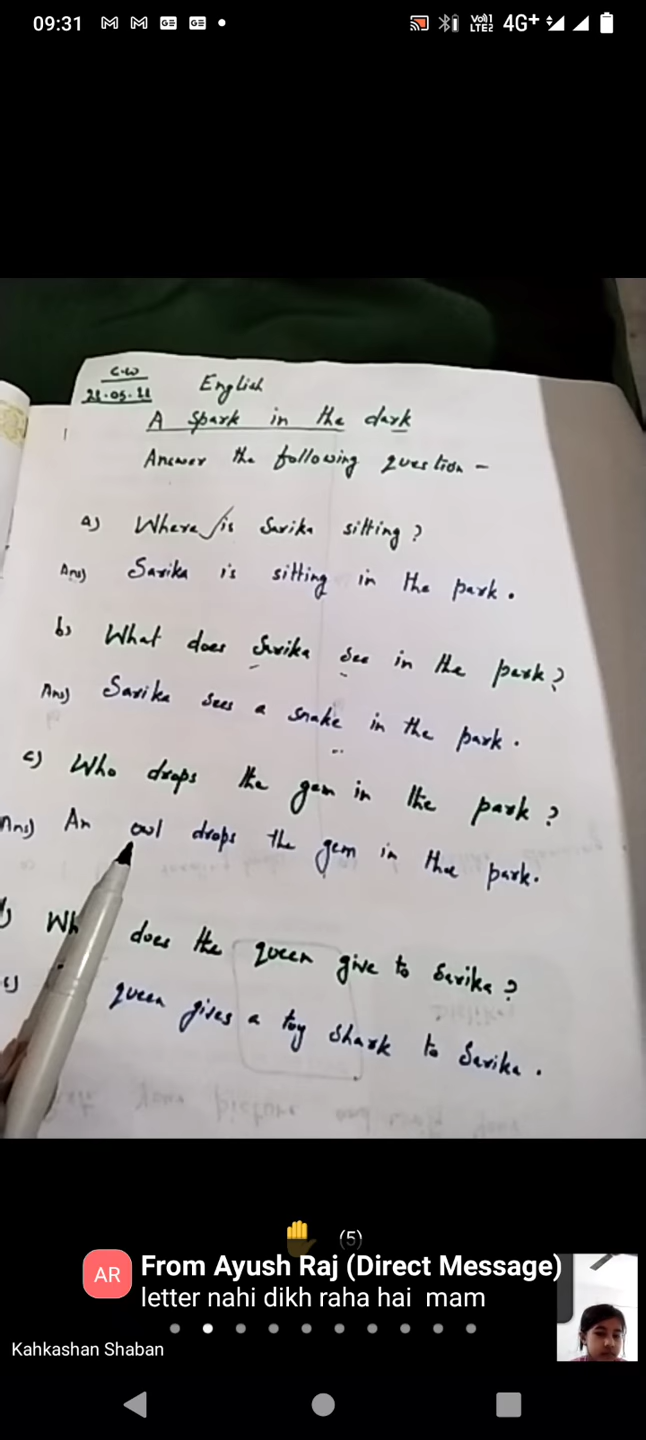 09:31
Vo))1
LTE2
4G+
C.W
English
A spark in the dark
Answer the following question -
a) Where is Sarika sitting?
Ans) Sarika is sitting in the park.
b) What does Sarika see in the park?
Ans) Sarika sees a snake in the park.
c) Who drops the gem in the park?
Ans) An owl drops the gem in the park.
does the queen give to Sarika?
queen gives a toy shark to Sarika.
(5)
AR
From Ayush Raj (Direct Message)
letter nahi dikh raha hai mam
Kahkashan Shaban